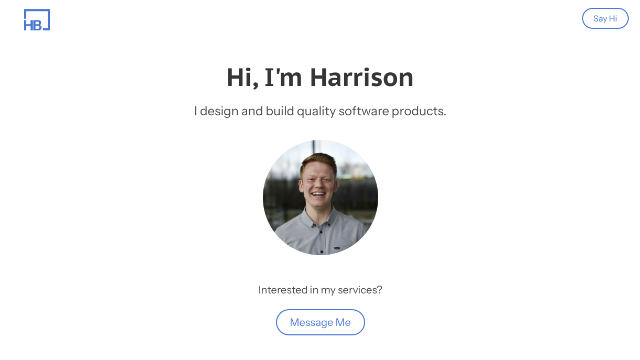 HB
Say Hi
Hi, I'm Harrison
I design and build quality software products.
Interested in my services?
Message Me